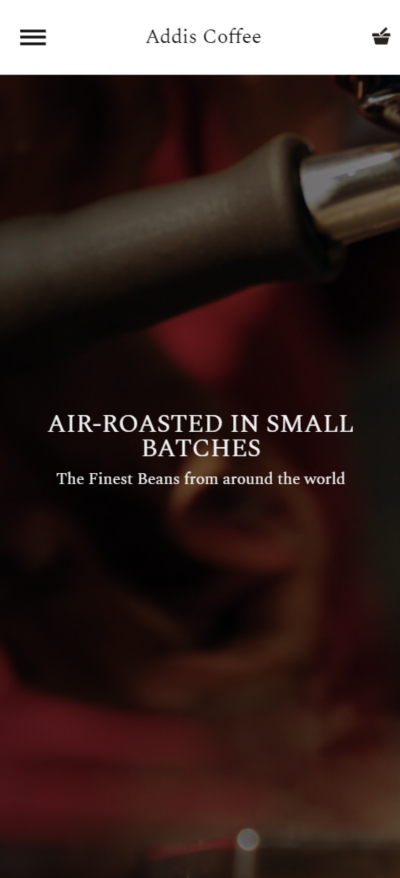 Addis Coffee
AIR-ROASTED IN SMALL
BATCHES
The Finest Beans from around the world